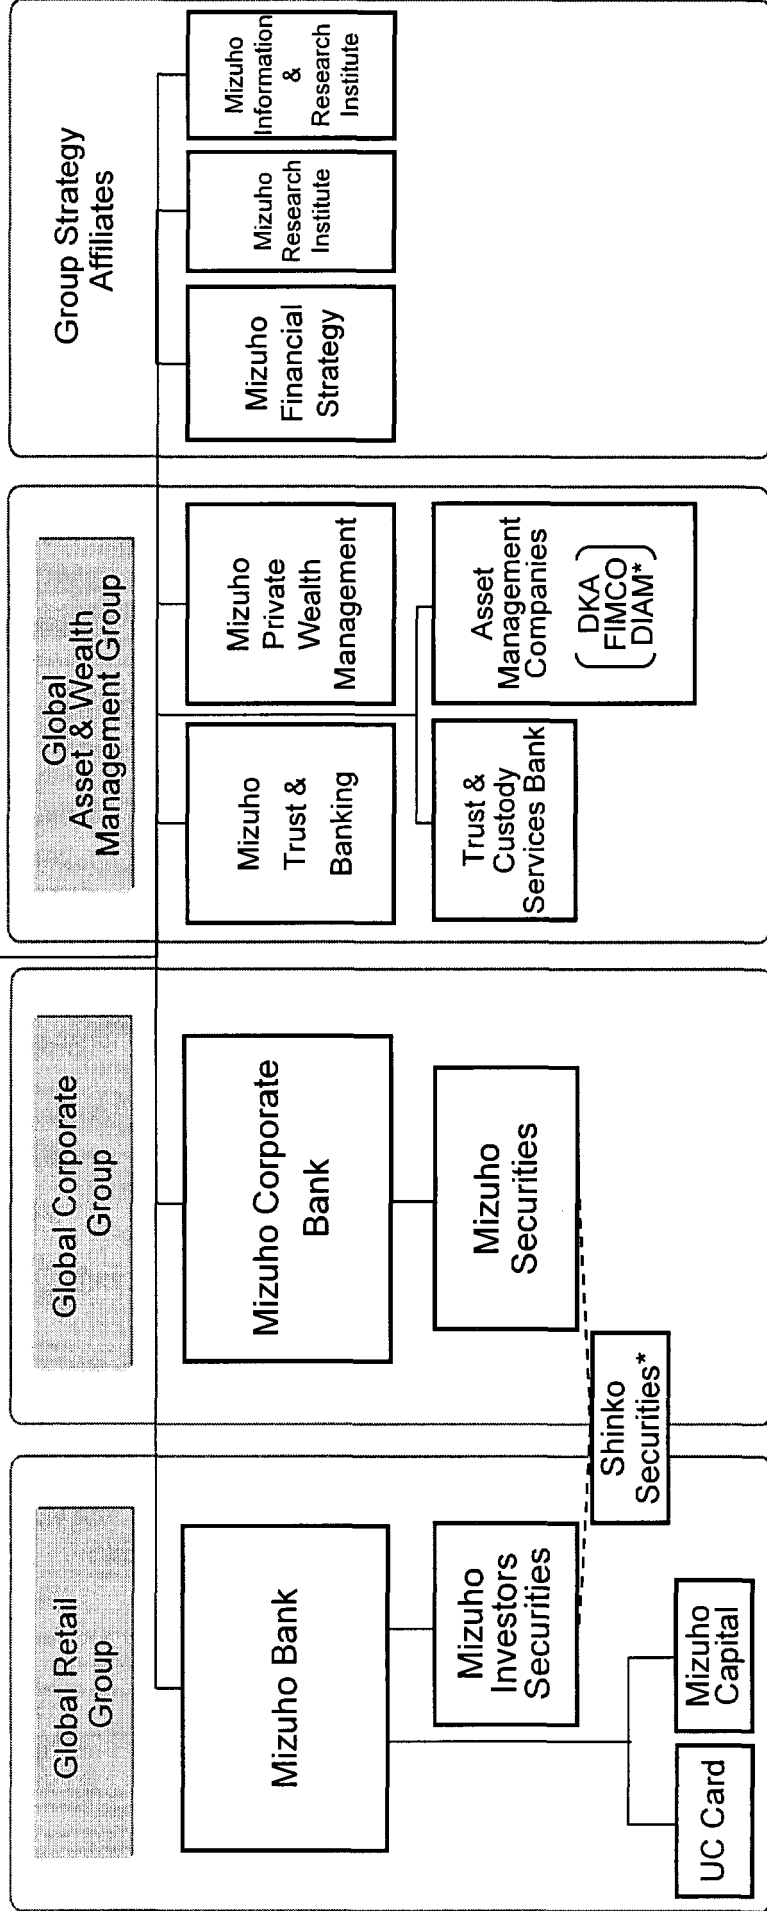 Global Retail
Group
Mizuho Bank
Mizuho
Investors
Securities
UC Card
Mizuho
Capital
Shinko
Securities*
Global Corporate
Group
Mizuho Corporate
Bank
Mizuho
Securities
Global
Asset & Wealth
Management Group
Mizuho
Trust &
Banking
Mizuho
Private
Wealth
Management
Trust &
Custody
Services Bank
Asset
Management
Companies
DKA
FIMCO
DIAM*
Group Strategy
Affiliates
Mizuho
Financial
Strategy
Mizuho
Research
Institute
Mizuho
Information
&
Research
Institute